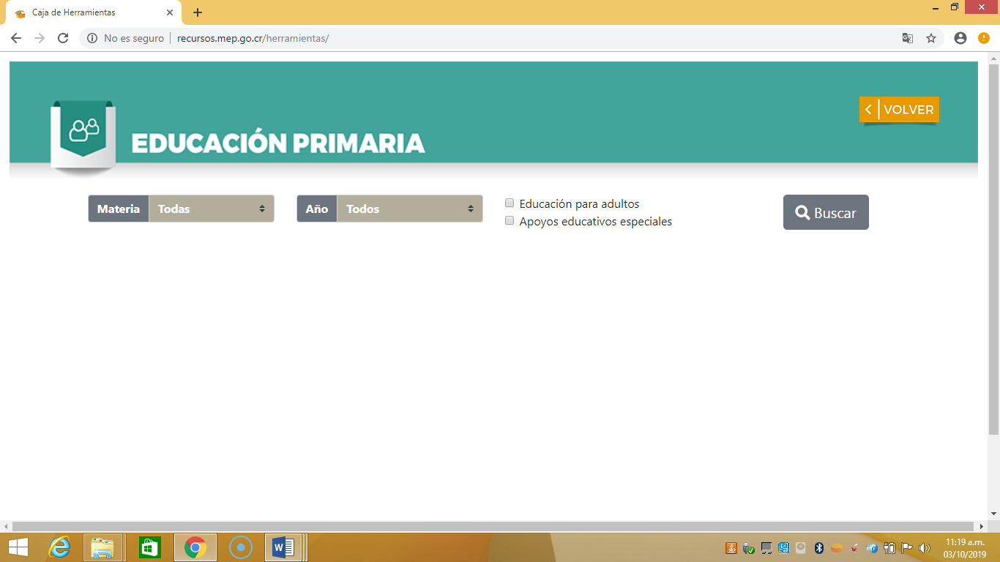 Caja de Herramientas
No es seguro | recursos.mep.go.cr/herramientas/
EDUCACIÓN PRIMARIA
VOLVER
Materia Todas
Año Todos
Educación para adultos
Apoyos educativos especiales
Buscar
11:19 a.m.
03/10/2019